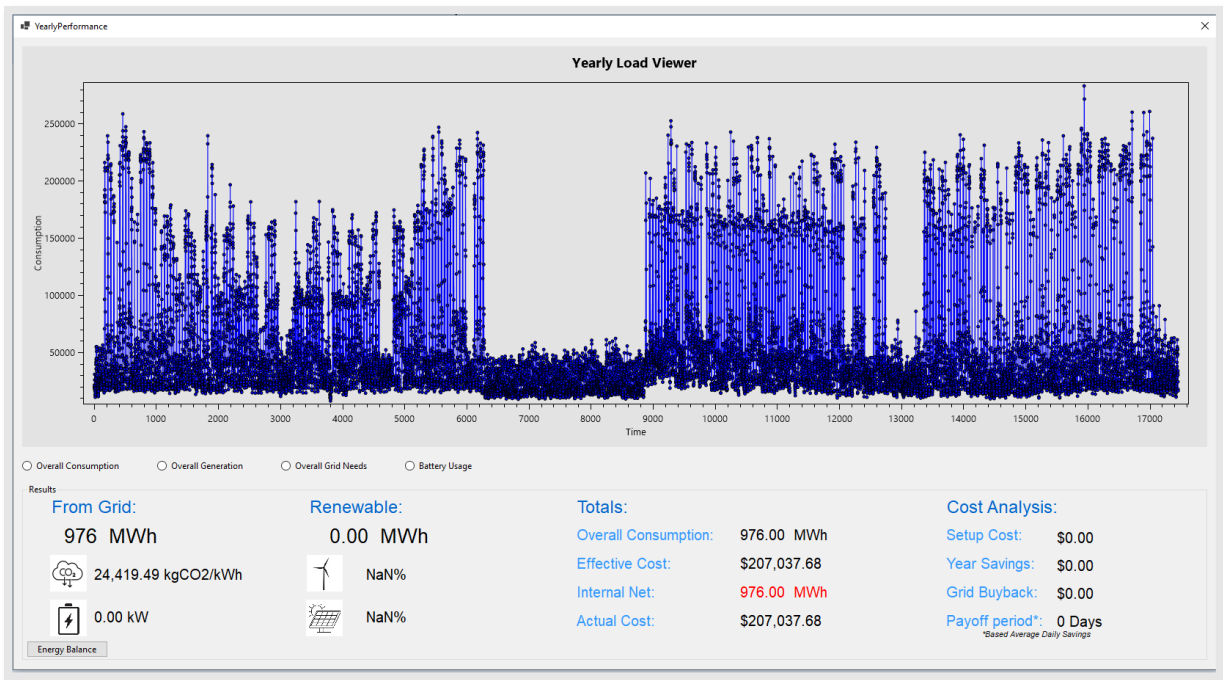 YearlyPerformance
Yearly Load Viewer
Consumption
250000
200000
150000
100000
50000
0 1000 2000 3000 4000 5000 6000 7000 8000 9000 10000 11000 12000 13000 14000 15000 16000 17000
Time
Overall Consumption Overall Generation Overall Grid Needs Battery Usage
Results
From Grid: Renewable: Totals: Cost Analysis:
976 MWh 0.00 MWh Overall Consumption: 976.00 MWh Setup Cost: $0.00
CO2 24,419.49 kgCO2/kWh NaN% Effective Cost: $207,037.68 Year Savings: $0.00
Internal Net: 976.00 MWh Grid Buyback: $0.00
0.00 kW NaN% Actual Cost: $207,037.68 Payoff period*: 0 Days
*Based Average Daily Savings
Energy Balance